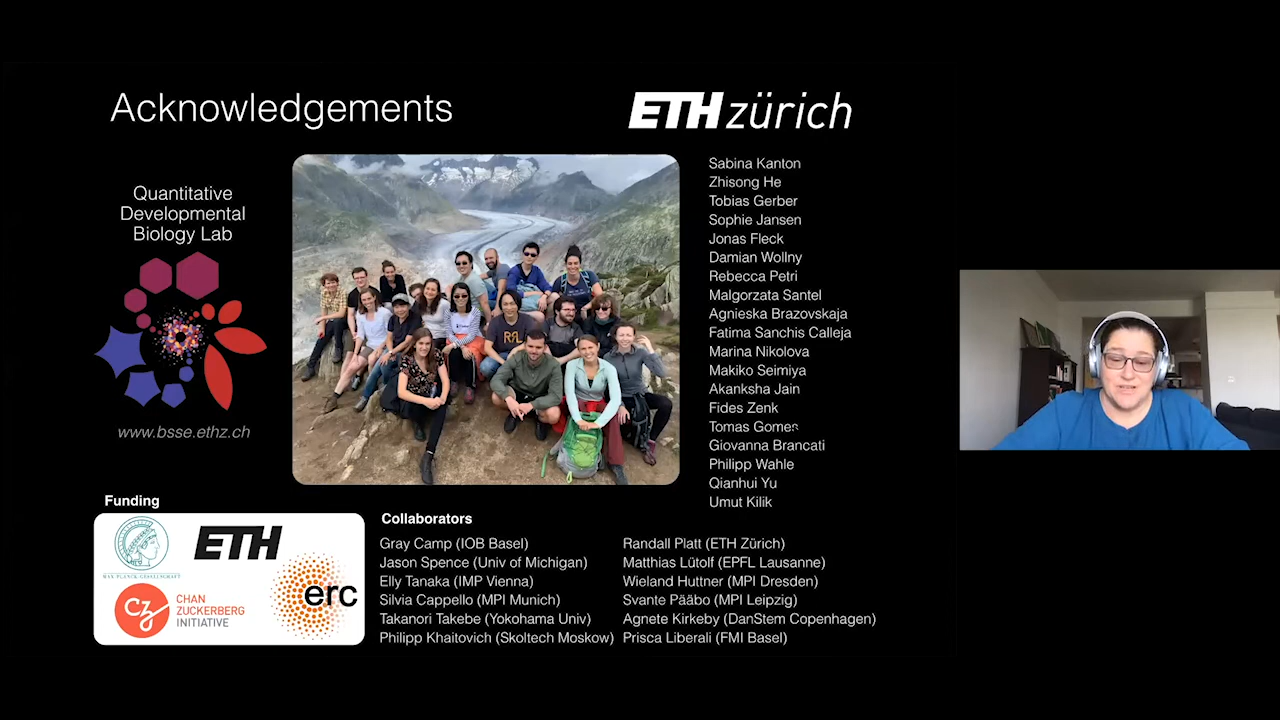 Acknowledgements
ETH zürich
Quantitative
Developmental
Biology Lab
www.bsse.ethz.ch
Sabina Kanton
Zhisong He
Tobias Gerber
Sophie Jansen
Jonas Fleck
Damian Wollny
Rebecca Petri
Malgorzata Santel
Agnieska Brazovskaja
Fatima Sanchis Calleja
Marina Nikolova
Makiko Seimiya
Akanksha Jain
Fides Zenk
Tomas Gomes
Giovanna Brancati
Philipp Wahle
Qianhui Yu
Umut Kilik
Funding
MAX-PLANCK-GESELLSCHAFT
ETH
CZ
CHAN
ZUCKERBERG
INITIATIVE
erc
Collaborators
Gray Camp (IOB Basel)
Jason Spence (Univ of Michigan)
Elly Tanaka (IMP Vienna)
Silvia Cappello (MPI Munich)
Takanori Takebe (Yokohama Univ)
Philipp Khaitovich (Skoltech Moskow)
Randall Platt (ETH Zürich)
Matthias Lütolf (EPFL Lausanne)
Wieland Huttner (MPI Dresden)
Svante Pääbo (MPI Leipzig)
Agnete Kirkeby (DanStem Copenhagen)
Prisca Liberali (FMI Basel)